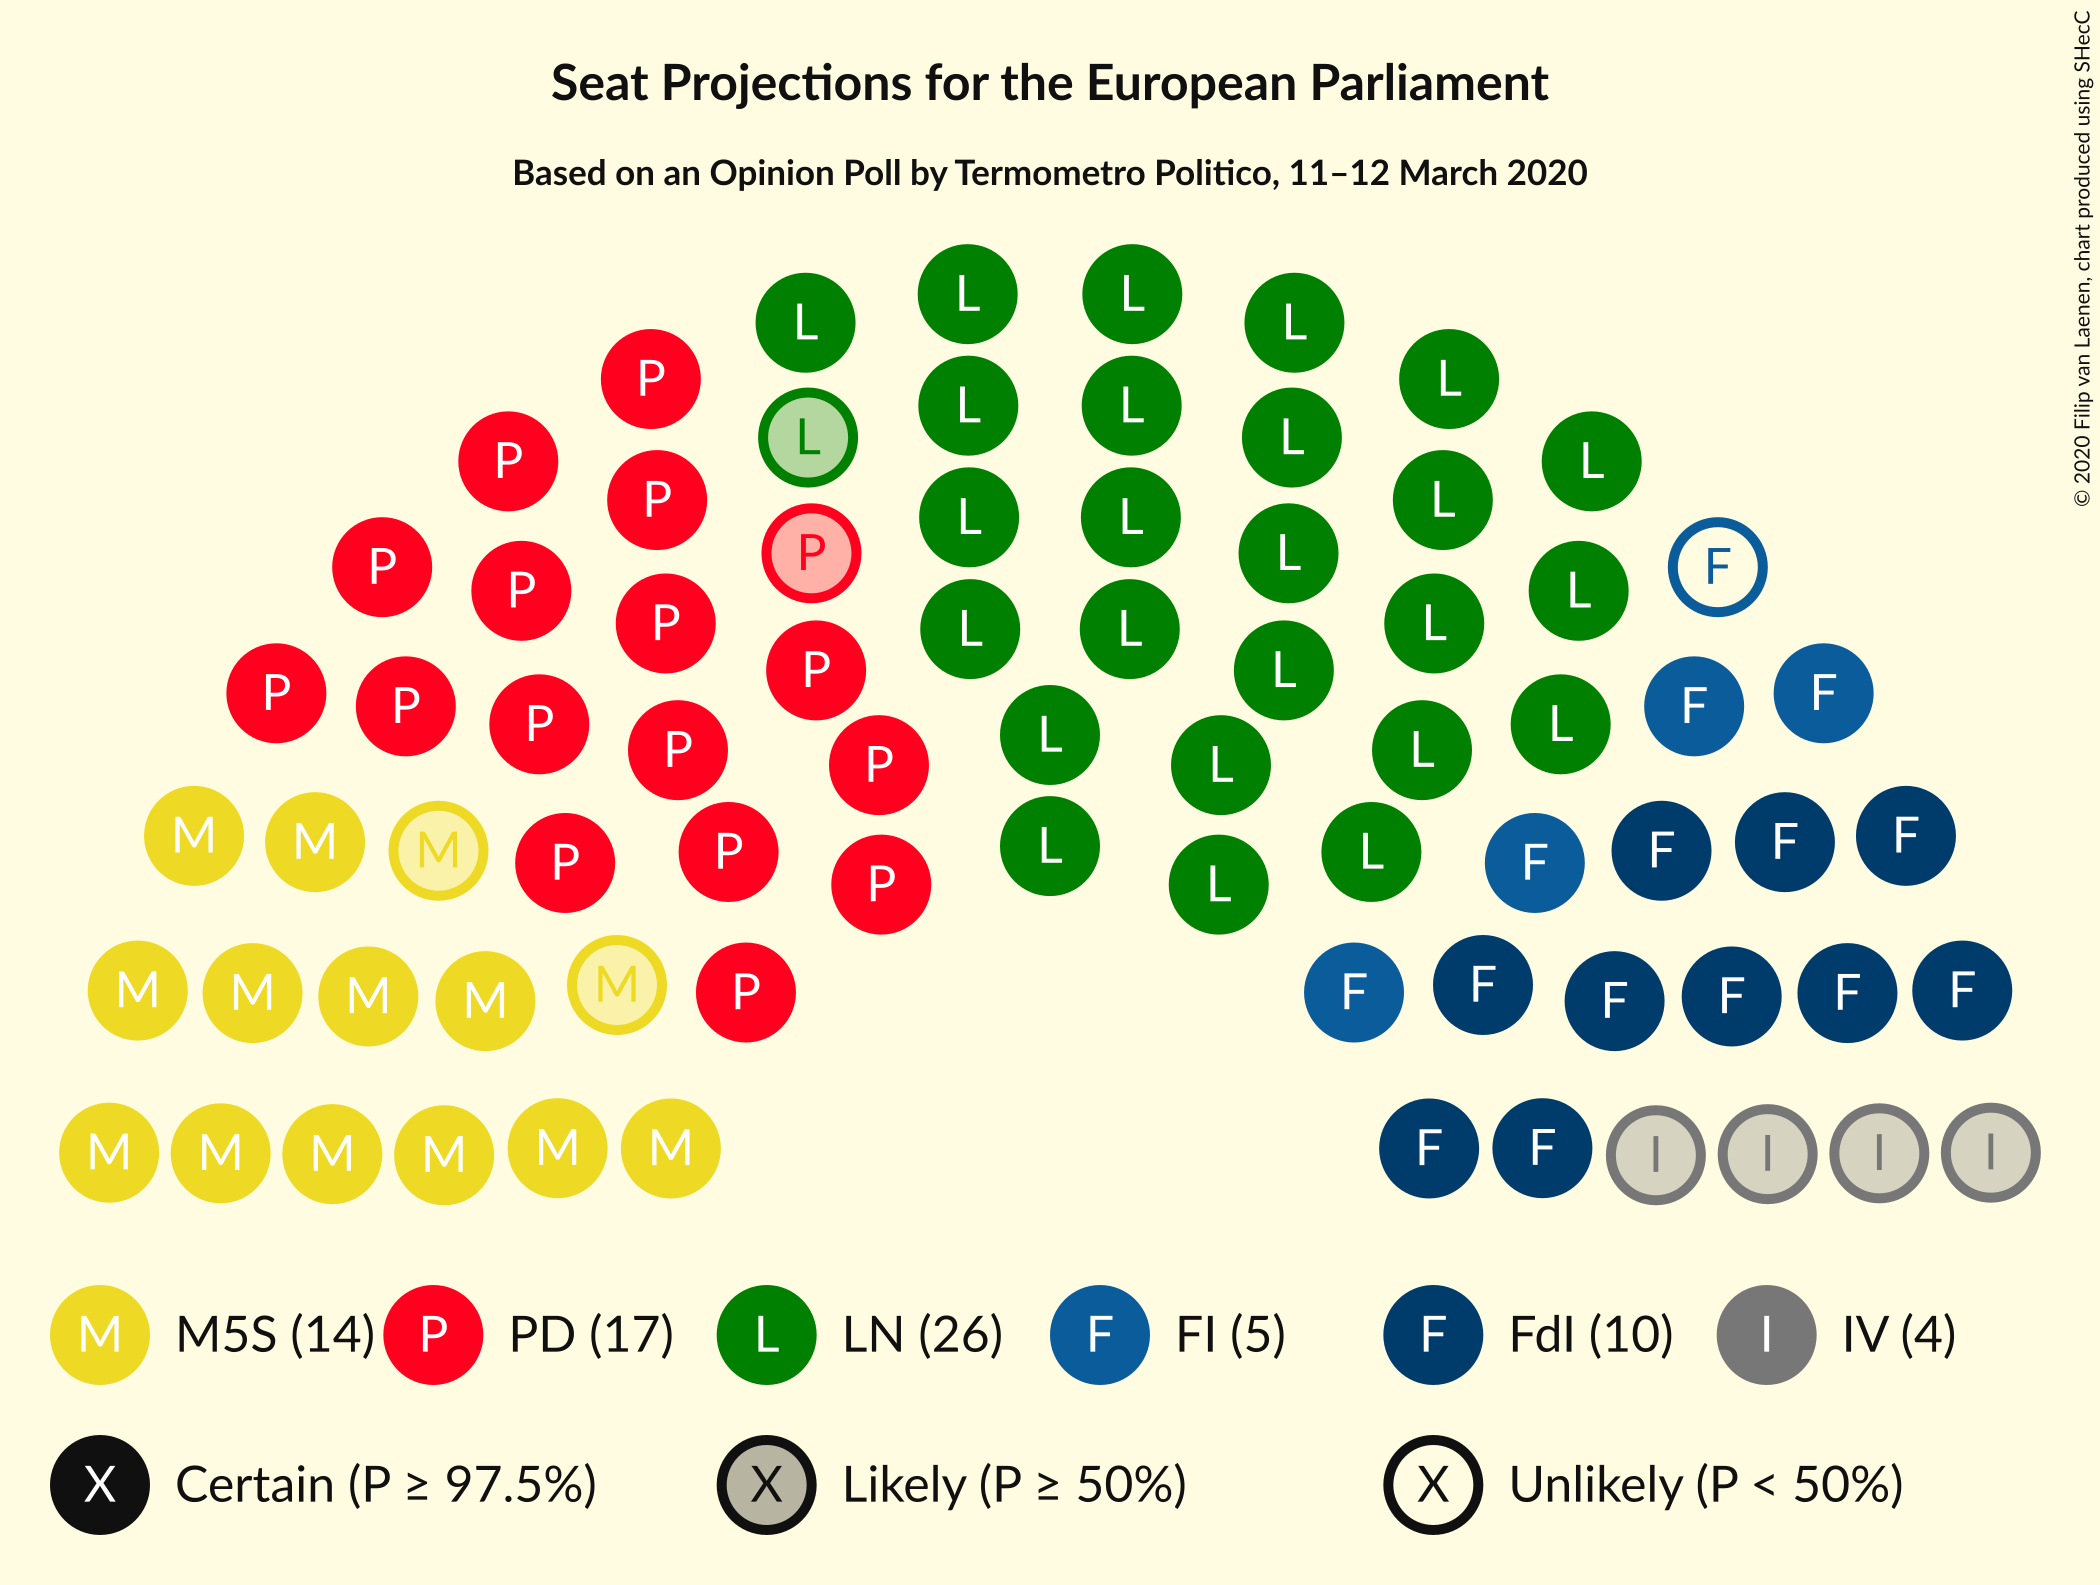 Seat Projections for the European Parliament
Based on an Opinion Poll by Termometro Politico, 11–12 March 2020
© 2020 Filip van Laenen, chart produced using SHecC
L L L L
P L
L L L L
P L
P L L
P L L
P P L L F
P L
P L L L
P P L L F F
P P L L
P P L L
M M M P P L L F F F F
P L
M M M M M P F F F F F F
M M M M M M F F I I I I
M M5S (14) P PD (17) L LN (26) F FI (5) F FdI (10) I IV (4)
X Certain (P ≥ 97.5%) X Likely (P ≥ 50%) X Unlikely (P < 50%)